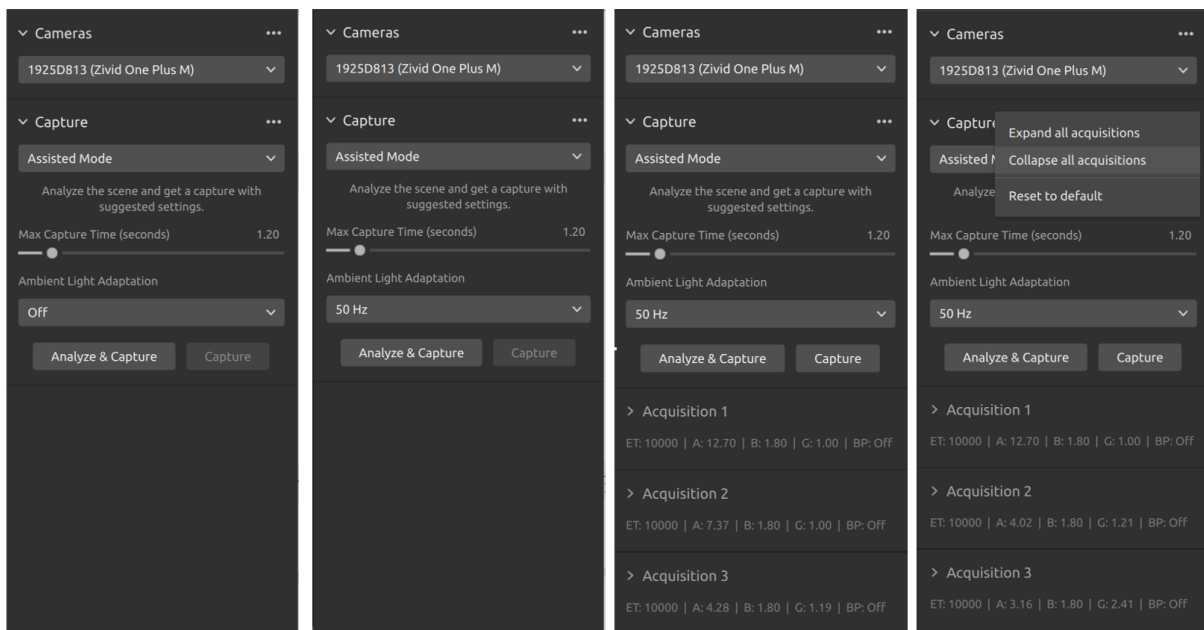 Cameras
1925D813 (Zivid One Plus M)
Capture
Assisted Mode
Analyze the scene and get a capture with
suggested settings.
Max Capture Time (seconds) 1.20
Ambient Light Adaptation
Off
Analyze & Capture Capture
Cameras
1925D813 (Zivid One Plus M)
Capture
Assisted Mode
Analyze the scene and get a capture with
suggested settings.
Max Capture Time (seconds) 1.20
Ambient Light Adaptation
50 Hz
Analyze & Capture Capture
Cameras
1925D813 (Zivid One Plus M)
Capture
Assisted Mode
Analyze the scene and get a capture with
suggested settings.
Max Capture Time (seconds) 1.20
Ambient Light Adaptation
50 Hz
Analyze & Capture Capture
Acquisition 1
ET: 10000 | A: 12.70 | B: 1.80 | G: 1.00 | BP: Off
Acquisition 2
ET: 10000 | A: 7.37 | B: 1.80 | G: 1.00 | BP: Off
Acquisition 3
ET: 10000 | A: 4.28 | B: 1.80 | G: 1.19 | BP: Off
Cameras
1925D813 (Zivid One Plus M)
Capture
Expand all acquisitions
Assisted M
Collapse all acquisitions
Analyze
Reset to default
Max Capture Time (seconds) 1.20
Ambient Light Adaptation
50 Hz
Analyze & Capture Capture
Acquisition 1
ET: 10000 | A: 12.70 | B: 1.80 | G: 1.00 | BP: Off
Acquisition 2
ET: 10000 | A: 4.02 | B: 1.80 | G: 1.21 | BP: Off
Acquisition 3
ET: 10000 | A: 3.16 | B: 1.80 | G: 2.41 | BP: Off